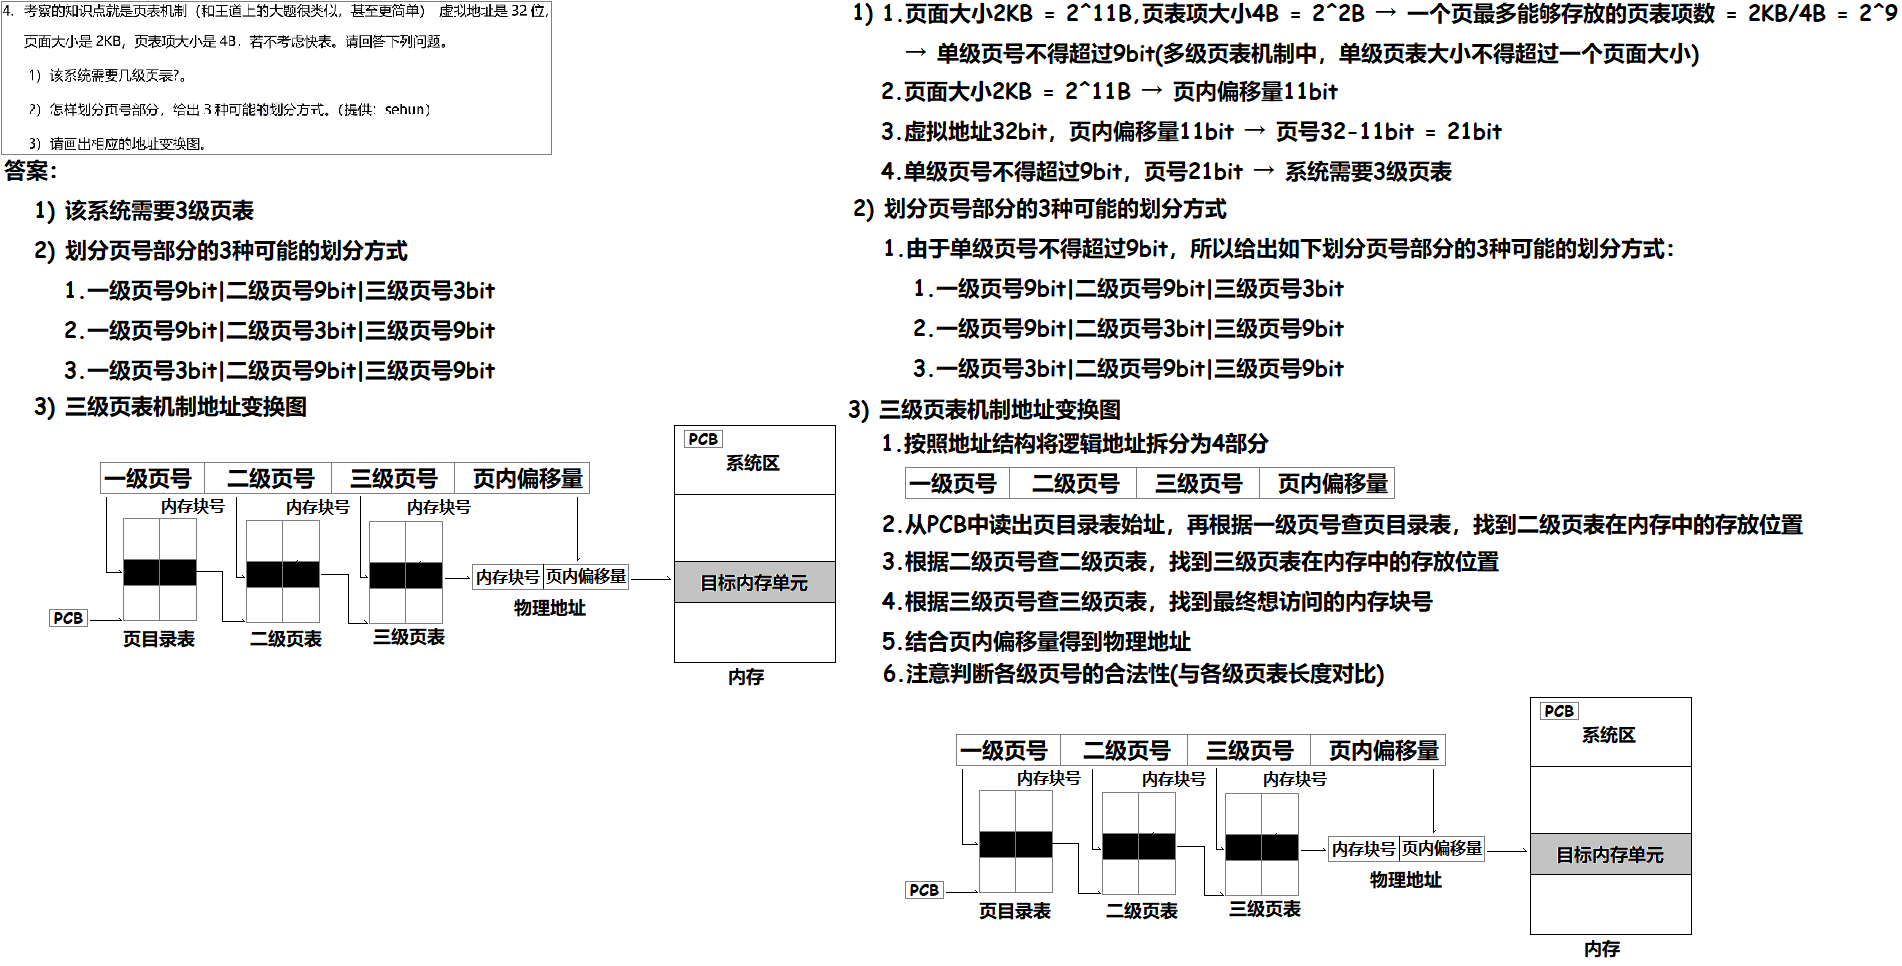 4. 考察的知识点就是页表机制（和王道上的大题很类似，甚至更简单） 虚拟地址是 32 位，
页面大小是 2KB，页表项大小是 4B，若不考虑快表。请回答下列问题。
1）该系统需要几级页表?。
2）怎样划分页号部分，给出 3 种可能的划分方式。（提供：sehun）
3）请画出相应的地址变换图。
答案：
1) 该系统需要3级页表
2) 划分页号部分的3种可能的划分方式
1.一级页号9bit|二级页号9bit|三级页号3bit
2.一级页号9bit|二级页号3bit|三级页号9bit
3.一级页号3bit|二级页号9bit|三级页号9bit
3) 三级页表机制地址变换图
一级页号 二级页号 三级页号 页内偏移量
内存块号 内存块号 内存块号
PCB
页目录表
二级页表
三级页表
内存块号 页内偏移量
物理地址
PCB
系统区
目标内存单元
内存
1) 1.页面大小2KB = 2^11B,页表项大小4B = 2^2B → 一个页最多能够存放的页表项数 = 2KB/4B = 2^9
→ 单级页号不得超过9bit(多级页表机制中，单级页表大小不得超过一个页面大小)
2.页面大小2KB = 2^11B → 页内偏移量11bit
3.虚拟地址32bit，页内偏移量11bit → 页号32-11bit = 21bit
4.单级页号不得超过9bit，页号21bit → 系统需要3级页表
2) 划分页号部分的3种可能的划分方式
1.由于单级页号不得超过9bit，所以给出如下划分页号部分的3种可能的划分方式：
1.一级页号9bit|二级页号9bit|三级页号3bit
2.一级页号9bit|二级页号3bit|三级页号9bit
3.一级页号3bit|二级页号9bit|三级页号9bit
3) 三级页表机制地址变换图
1.按照地址结构将逻辑地址拆分为4部分
一级页号 二级页号 三级页号 页内偏移量
2.从PCB中读出页目录表始址，再根据一级页号查页目录表，找到二级页表在内存中的存放位置
3.根据二级页号查二级页表，找到三级页表在内存中的存放位置
4.根据三级页号查三级页表，找到最终想访问的内存块号
5.结合页内偏移量得到物理地址
6.注意判断各级页号的合法性(与各级页表长度对比)
一级页号 二级页号 三级页号 页内偏移量
内存块号 内存块号 内存块号
PCB
页目录表
二级页表
三级页表
内存块号 页内偏移量
物理地址
PCB
系统区
目标内存单元
内存